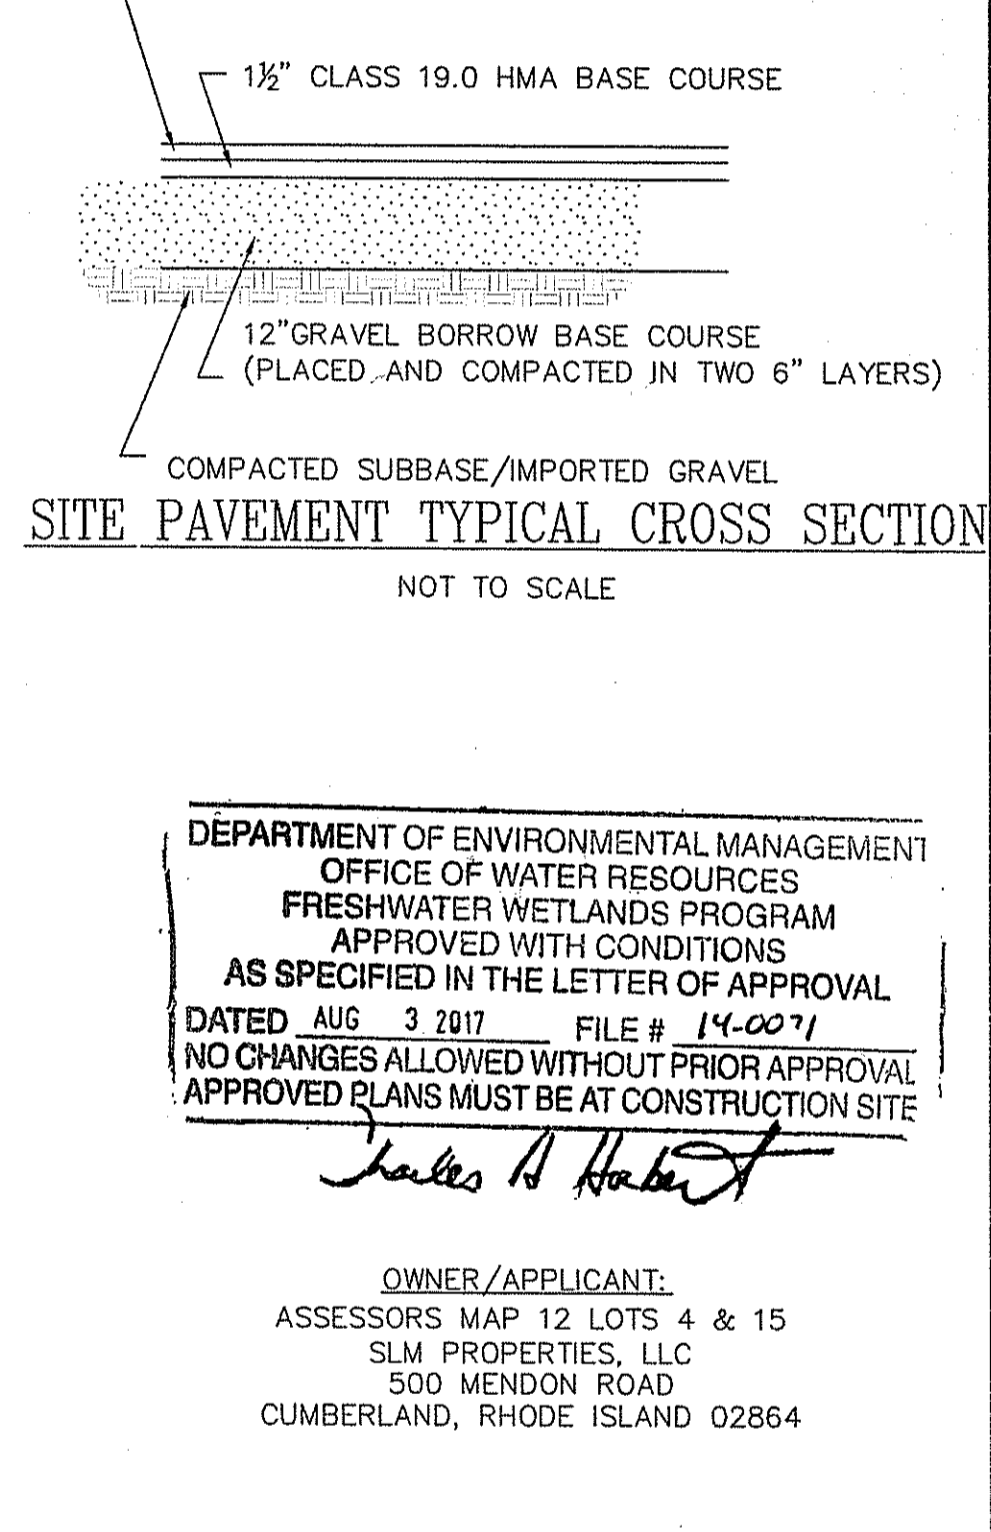 1½" CLASS 19.0 HMA BASE COURSE
12"GRAVEL BORROW BASE COURSE
(PLACED AND COMPACTED IN TWO 6" LAYERS)
COMPACTED SUBBASE/IMPORTED GRAVEL
SITE PAVEMENT TYPICAL CROSS SECTION
NOT TO SCALE
DEPARTMENT OF ENVIRONMENTAL MANAGEMENT
OFFICE OF WATER RESOURCES
FRESHWATER WETLANDS PROGRAM
APPROVED WITH CONDITIONS
AS SPECIFIED IN THE LETTER OF APPROVAL
DATED AUG 3 2017 FILE # 14-0071
NO CHANGES ALLOWED WITHOUT PRIOR APPROVAL
APPROVED PLANS MUST BE AT CONSTRUCTION SITE
Charles A Habert
OWNER/APPLICANT:
ASSESSORS MAP 12 LOTS 4 & 15
SLM PROPERTIES, LLC
500 MENDON ROAD
CUMBERLAND, RHODE ISLAND 02864